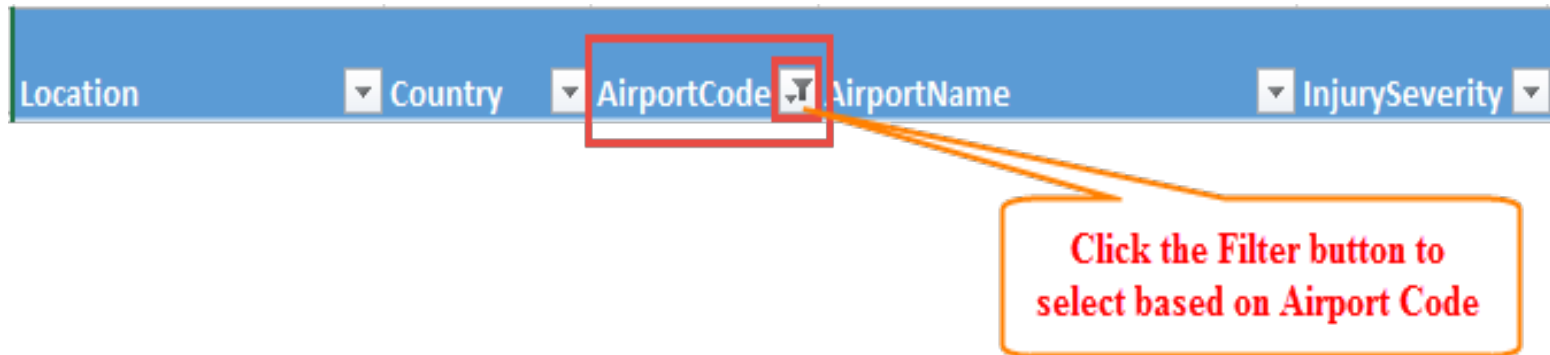 Location Country AirportCode AirportName InjurySeverity
Click the Filter button to
select based on Airport Code